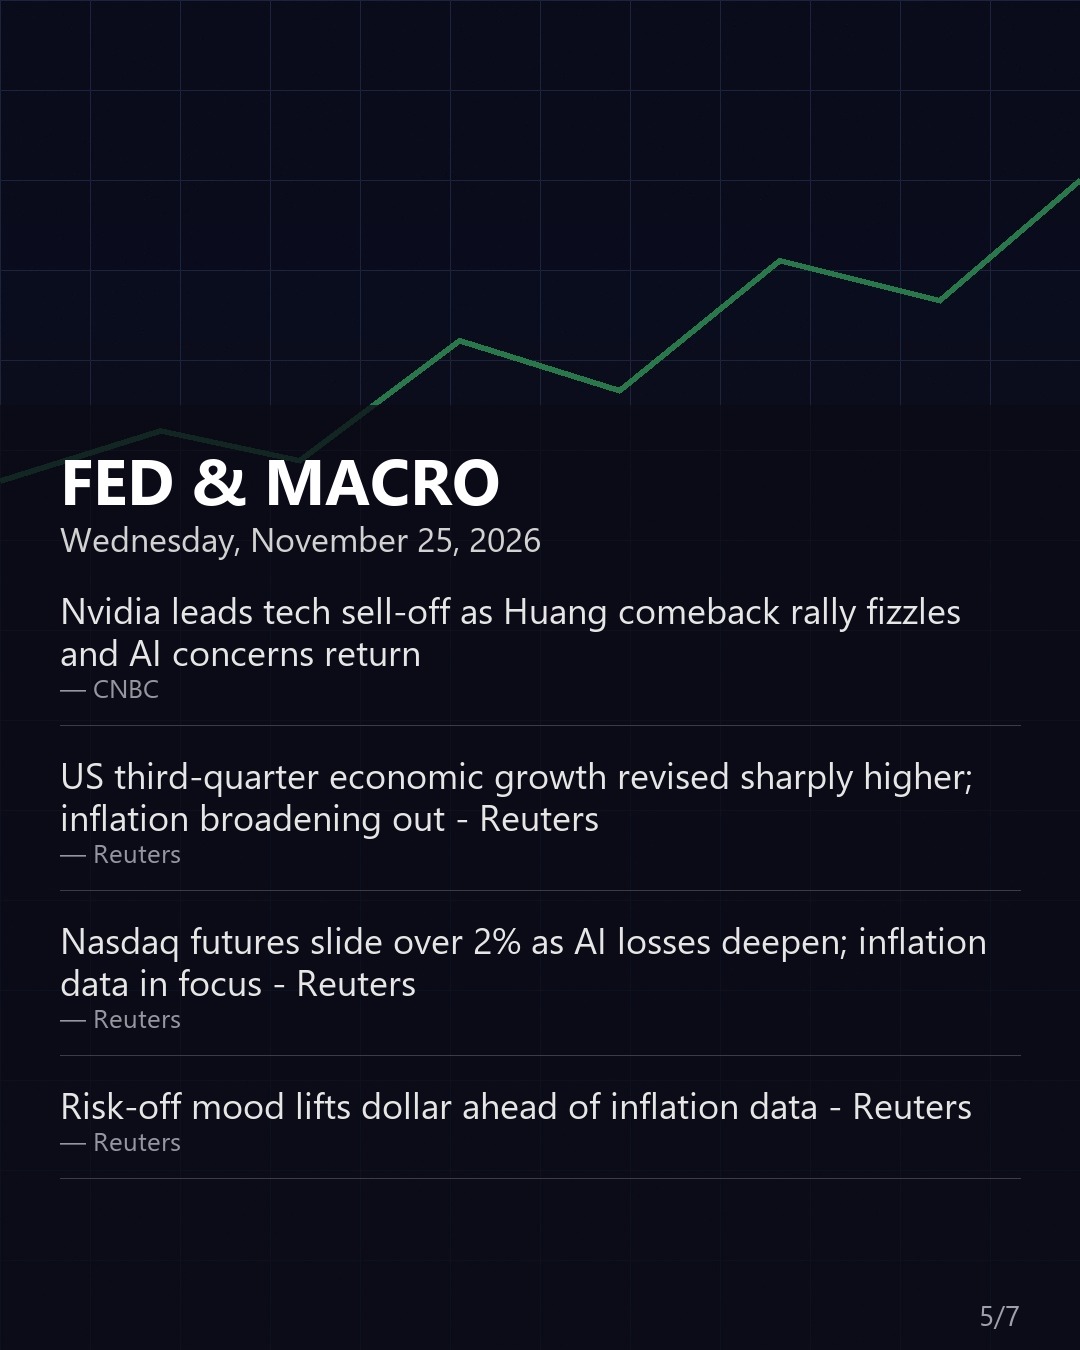 FED & MACRO
Wednesday, November 25, 2026
Nvidia leads tech sell-off as Huang comeback rally fizzles
and AI concerns return
— CNBC
US third-quarter economic growth revised sharply higher;
inflation broadening out - Reuters
— Reuters
Nasdaq futures slide over 2% as AI losses deepen; inflation
data in focus - Reuters
— Reuters
Risk-off mood lifts dollar ahead of inflation data - Reuters
— Reuters
5/7